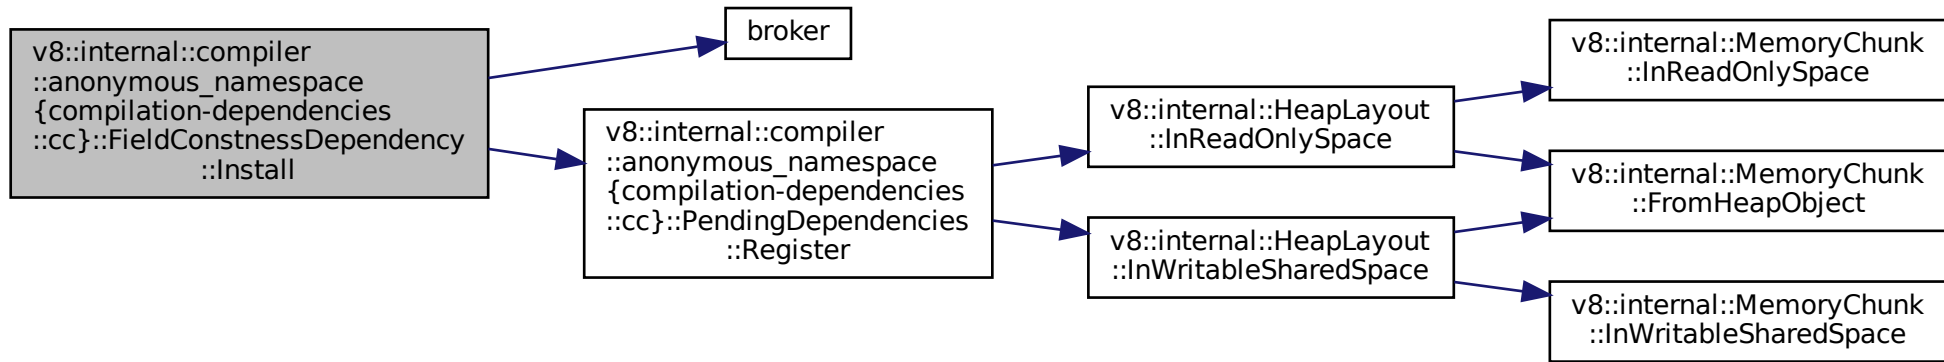 v8::internal::compiler
::anonymous_namespace
{compilation-dependencies
::cc}::FieldConstnessDependency
::Install
broker
v8::internal::compiler
::anonymous_namespace
{compilation-dependencies
::cc}::PendingDependencies
::Register
v8::internal::HeapLayout
::InReadOnlySpace
v8::internal::HeapLayout
::InWritableSharedSpace
v8::internal::MemoryChunk
::InReadOnlySpace
v8::internal::MemoryChunk
::FromHeapObject
v8::internal::MemoryChunk
::InWritableSharedSpace